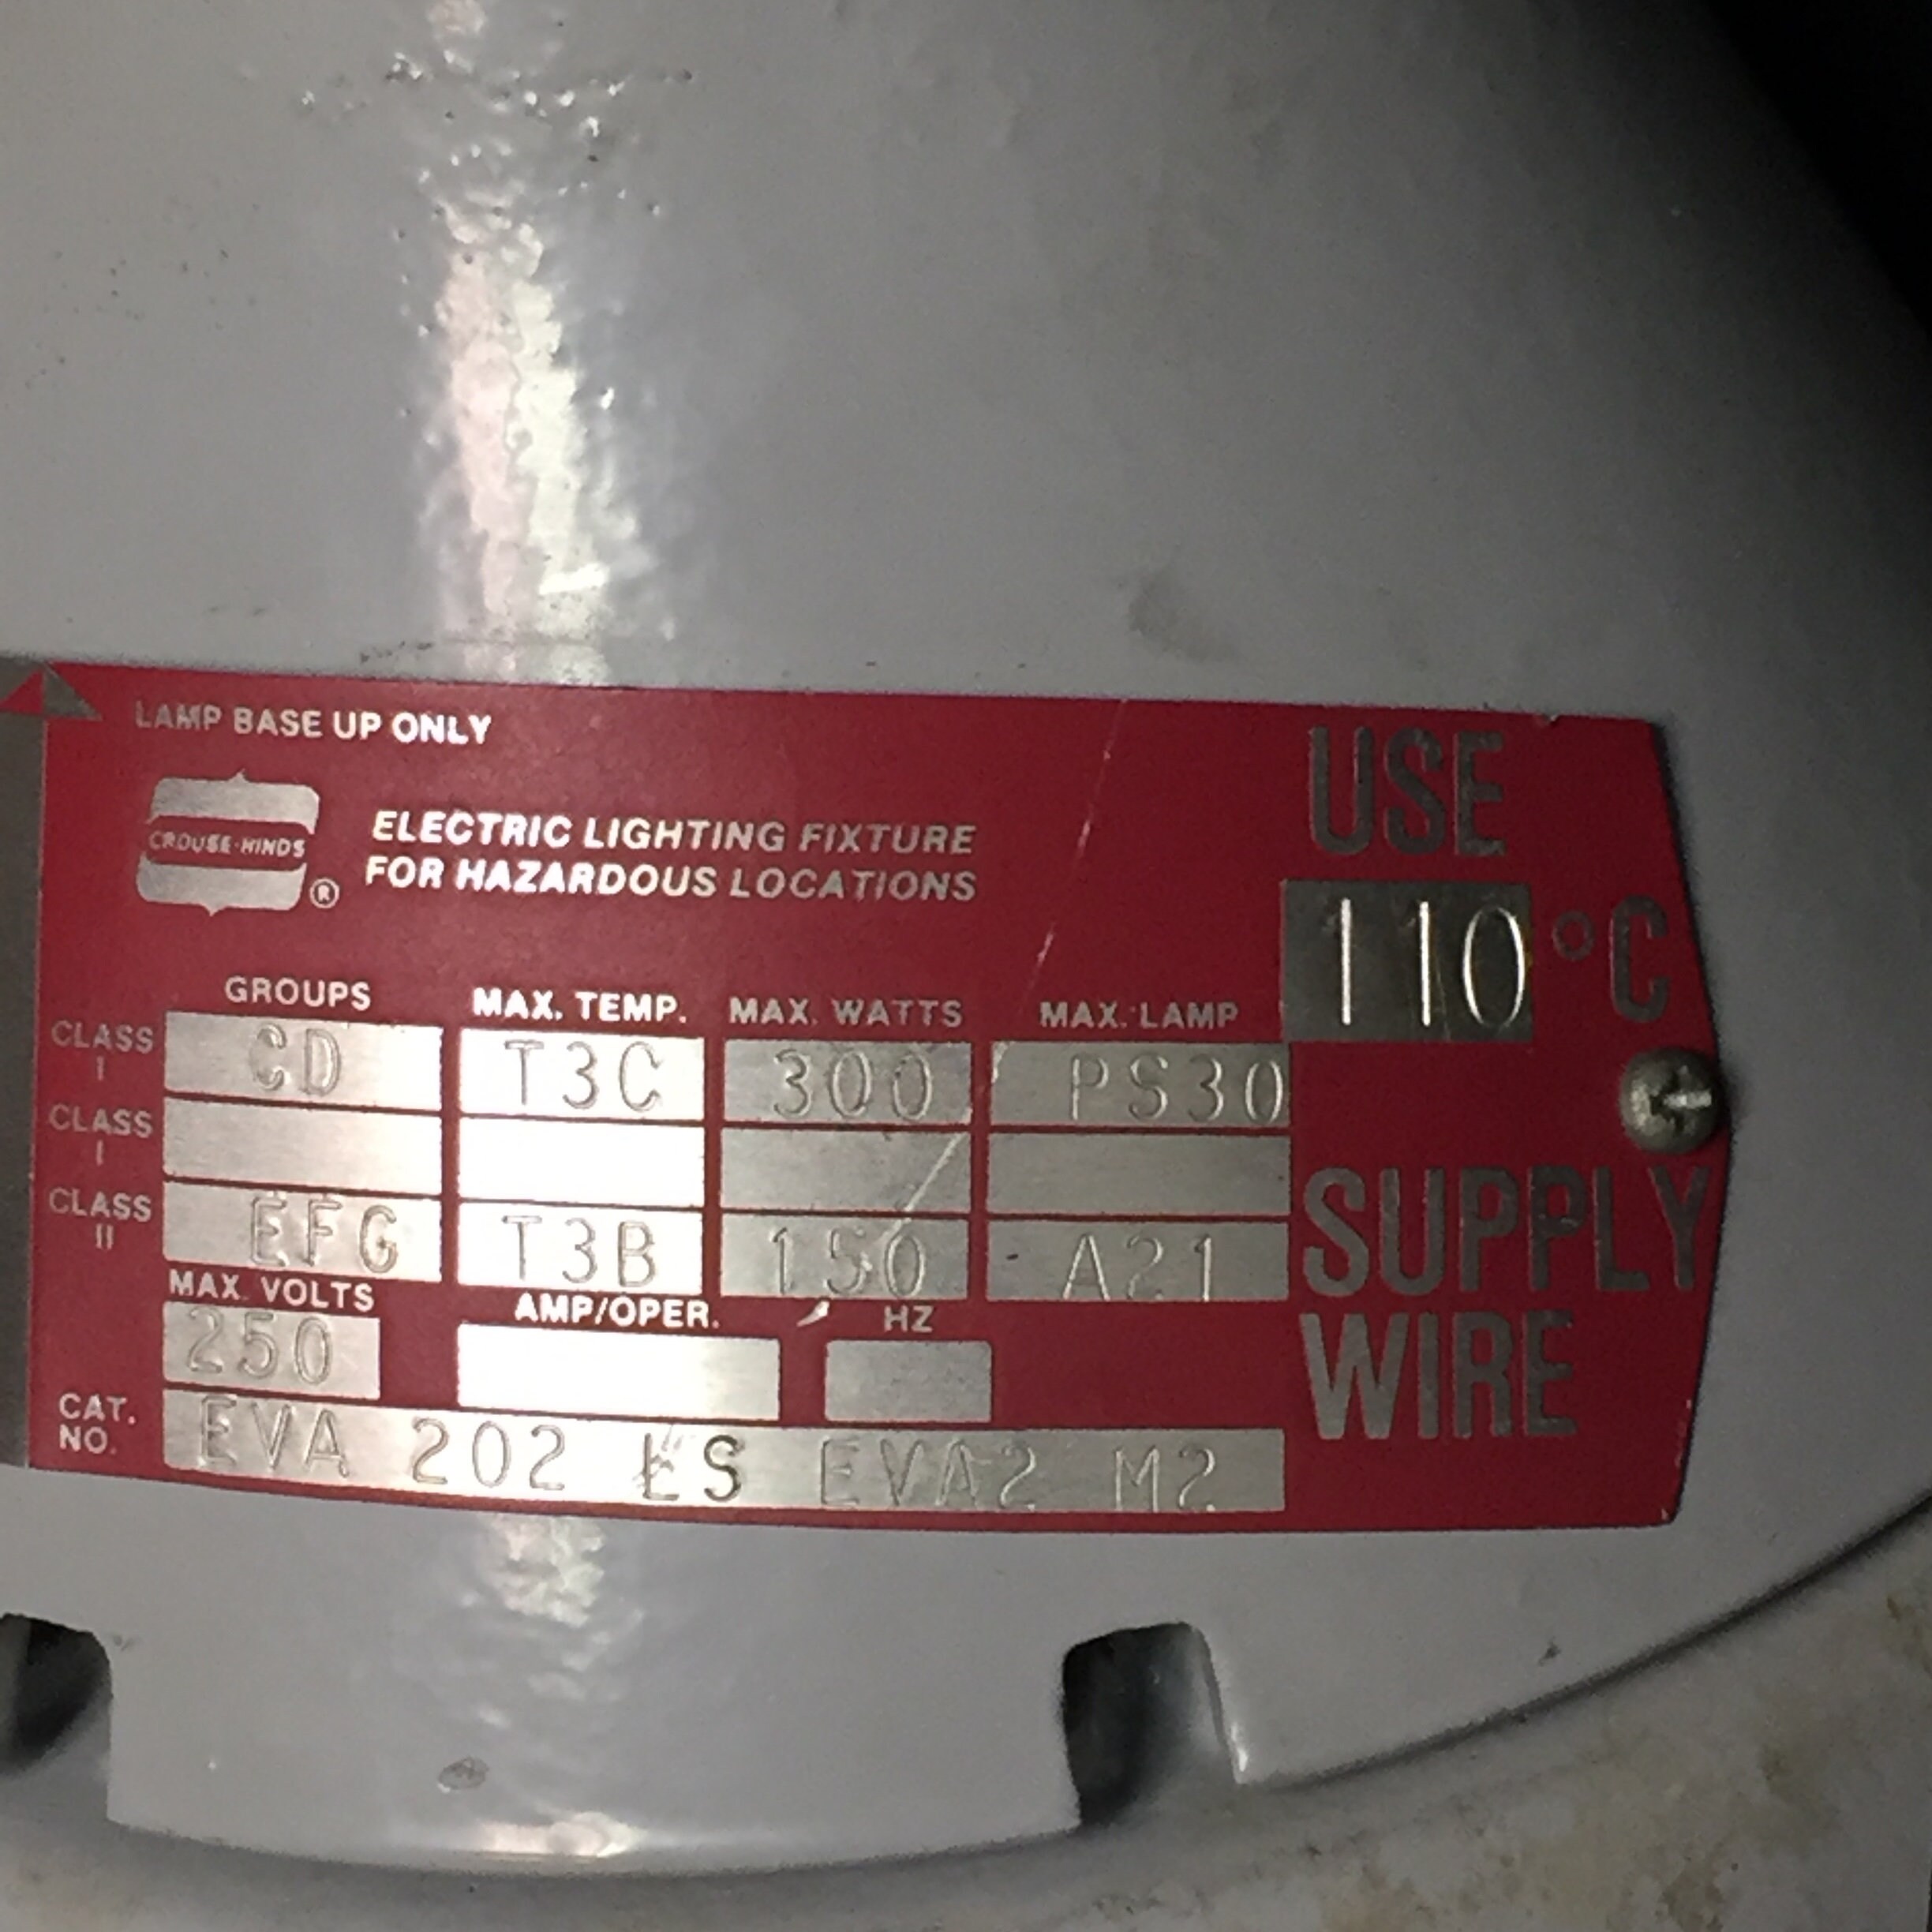 LAMP BASE UP ONLY
CROUSE-HINDS
®
ELECTRIC LIGHTING FIXTURE
FOR HAZARDOUS LOCATIONS
USE
110 °C
SUPPLY
WIRE
GROUPS MAX. TEMP. MAX. WATTS MAX. LAMP
CLASS I CD T3C 300 PS30
CLASS I
CLASS II EFG T3B 150 A21
MAX. VOLTS AMP/OPER. HZ
250
CAT. NO. EVA 202 LS EVA2 M2